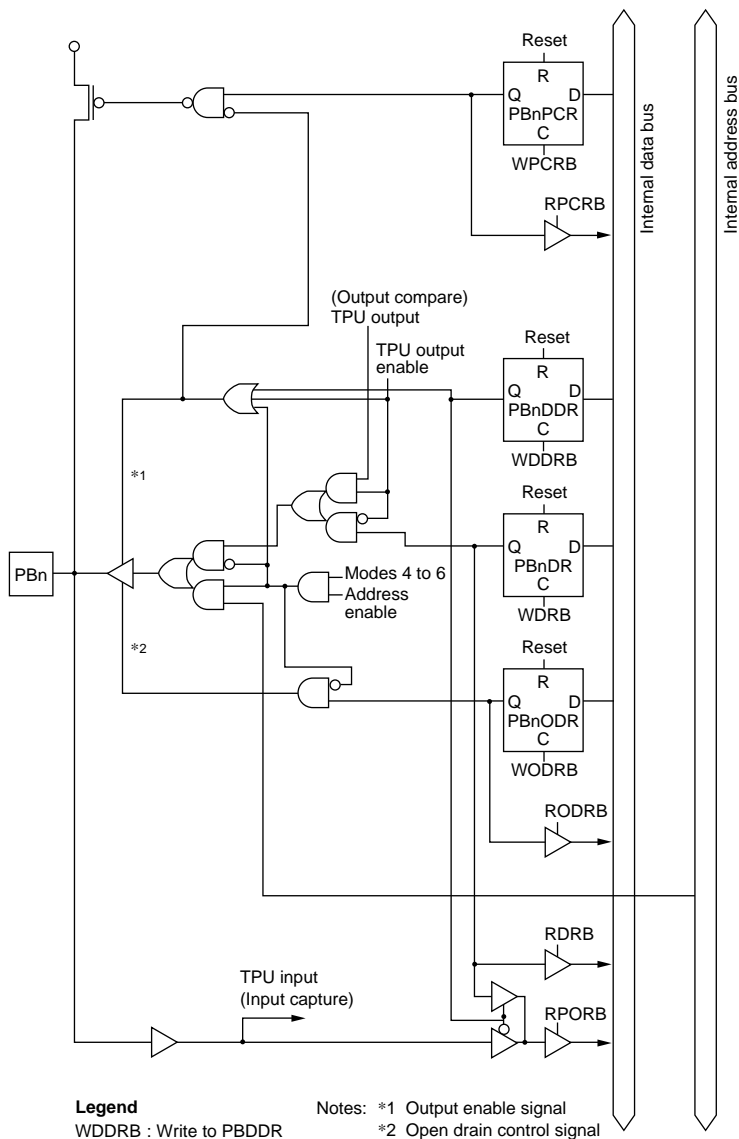 Reset
R
Q D
PBnPCR
C
WPCRB
RPCRB
Internal data bus
Internal address bus
(Output compare)
TPU output
TPU output
enable
Reset
R
Q D
PBnDDR
C
WDDRB
*1
Reset
R
Q D
PBnDR
C
WDRB
PBn
Modes 4 to 6
Address
enable
*2
Reset
R
Q D
PBnODR
C
WODRB
RODRB
RDRB
TPU input
(Input capture)
RPORB
Legend
WDDRB : Write to PBDDR
Notes: *1 Output enable signal
*2 Open drain control signal